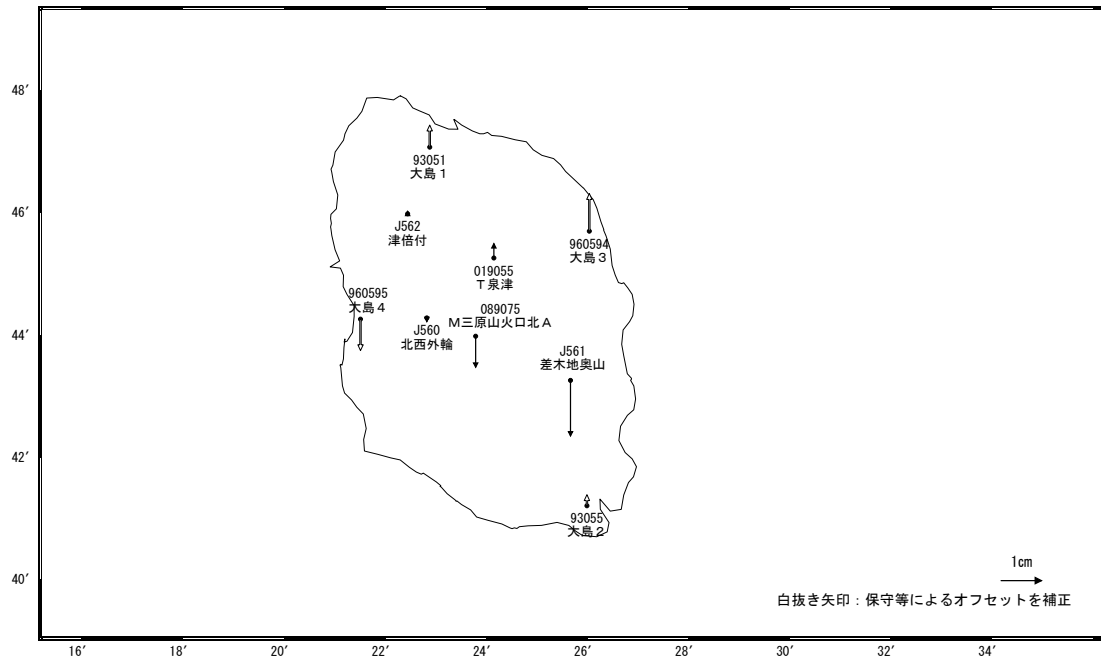 48′
93051
大島１
46′
J562
津倍付
960594
大島３
019055
Ｔ泉津
960595
大島４
089075
Ｍ三原山火口北Ａ
44′
J560
北西外輪
J561
差木地奥山
42′
93055
大島２
1cm
40′
白抜き矢印：保守等によるオフセットを補正
16′ 18′ 20′ 22′ 24′ 26′ 28′ 30′ 32′ 34′